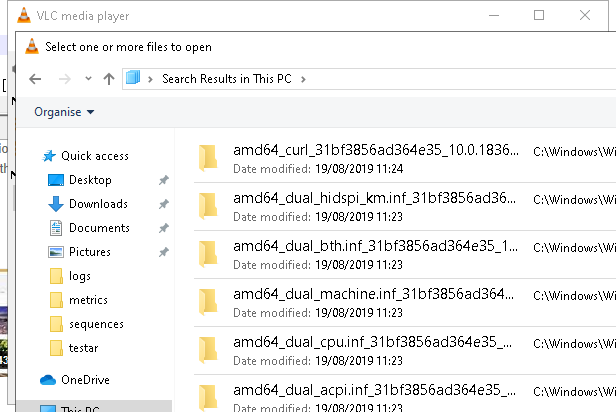 VLC media player
Select one or more files to open
Search Results in This PC
Organise
Quick access
Desktop
Downloads
Documents
Pictures
logs
metrics
sequences
testar
OneDrive
This PC
amd64_curl_31bf3856ad364e35_10.0.1836... C:\Windows\Wi
Date modified: 19/08/2019 11:24
amd64_dual_hidspi_km.inf_31bf3856ad36... C:\Windows\Wi
Date modified: 19/08/2019 11:23
amd64_dual_bth.inf_31bf3856ad364e35_1... C:\Windows\Wi
Date modified: 19/08/2019 11:23
amd64_dual_machine.inf_31bf3856ad364... C:\Windows\Wi
Date modified: 19/08/2019 11:23
amd64_dual_cpu.inf_31bf3856ad364e35_... C:\Windows\Wi
Date modified: 19/08/2019 11:23
amd64_dual_acpi.inf_31bf3856ad364e35_... C:\Windows\Wi
Date modified: 19/08/2019 11:23